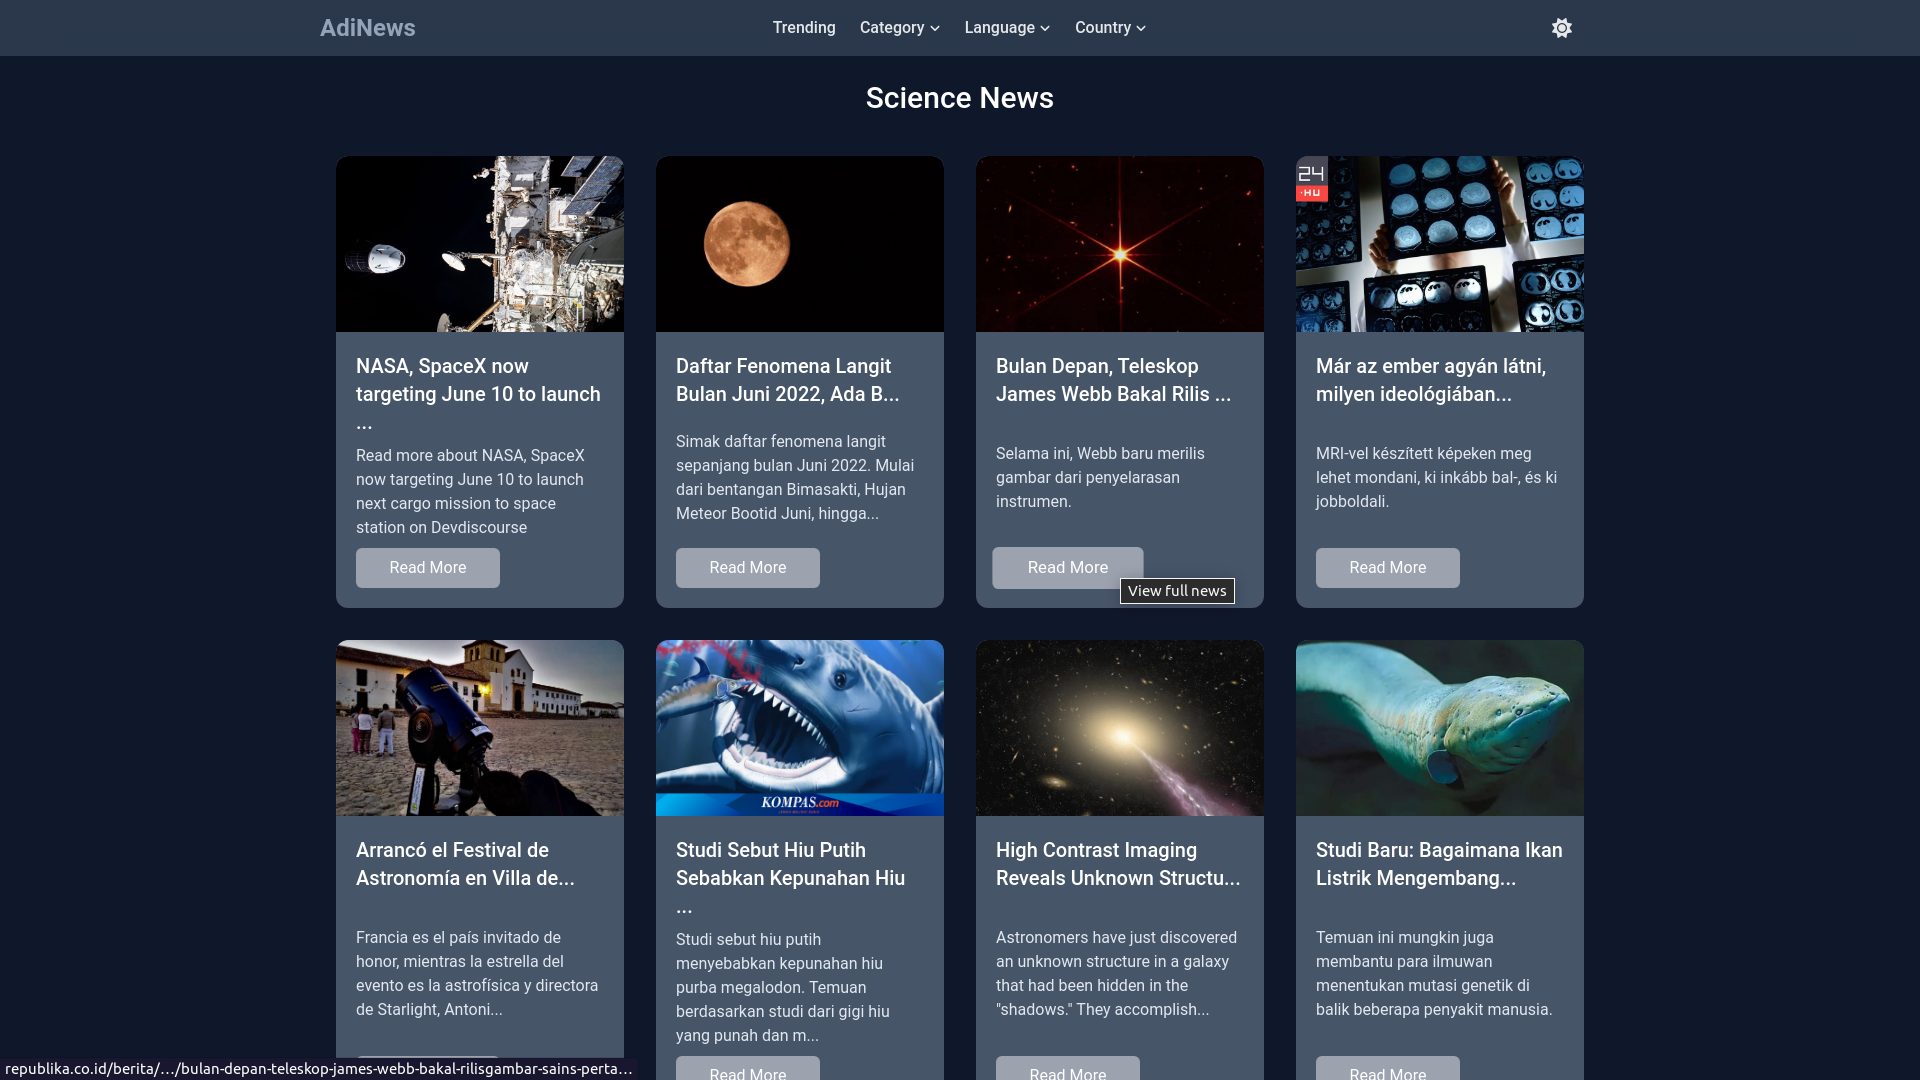 AdiNews
Trending
Category
Language
Country
Science News
24
.HU
NASA, SpaceX now
targeting June 10 to launch
...
Read more about NASA, SpaceX
now targeting June 10 to launch
next cargo mission to space
station on Devdiscourse
Read More
Daftar Fenomena Langit
Bulan Juni 2022, Ada B...
Simak daftar fenomena langit
sepanjang bulan Juni 2022. Mulai
dari bentangan Bimasakti, Hujan
Meteor Bootid Juni, hingga...
Read More
Bulan Depan, Teleskop
James Webb Bakal Rilis ...
Selama ini, Webb baru merilis
gambar dari penyelarasan
instrumen.
Read More
View full news
Már az ember agyán látni,
milyen ideológiában...
MRI-vel készített képeken meg
lehet mondani, ki inkább bal-, és ki
jobboldali.
Read More
Arrancó el Festival de
Astronomía en Villa de...
Francia es el país invitado de
honor, mientras la estrella del
evento es la astrofísica y directora
de Starlight, Antoni...
KOMPAS.com
Studi Sebut Hiu Putih
Sebabkan Kepunahan Hiu
...
Studi sebut hiu putih
menyebabkan kepunahan hiu
purba megalodon. Temuan
berdasarkan studi dari gigi hiu
yang punah dan m...
Read More
High Contrast Imaging
Reveals Unknown Structu...
Astronomers have just discovered
an unknown structure in a galaxy
that had been hidden in the
"shadows." They accomplish...
Read More
Studi Baru: Bagaimana Ikan
Listrik Mengembang...
Temuan ini mungkin juga
membantu para ilmuwan
menentukan mutasi genetik di
balik beberapa penyakit manusia.
Read More
republika.co.id/berita/…/bulan-depan-teleskop-james-webb-bakal-rilisgambar-sains-perta…